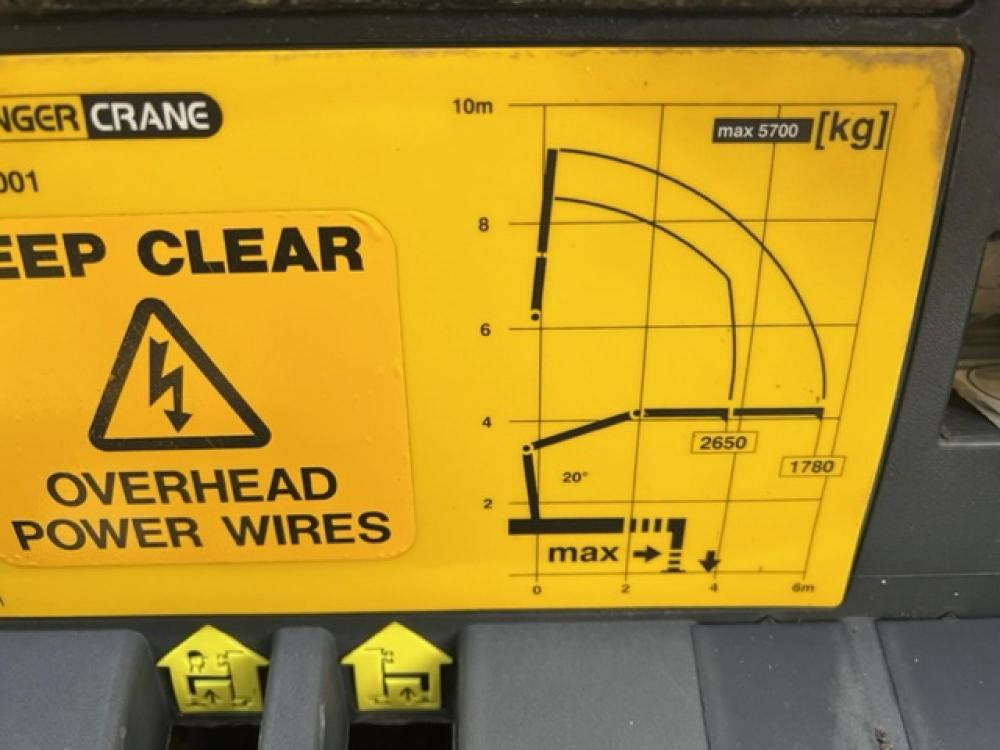 NGER CRANE
001
EEP CLEAR
OVERHEAD
POWER WIRES
10m
max 5700 [kg]
8
6
4
2650
1780
20°
2
max
0 2 4 6m